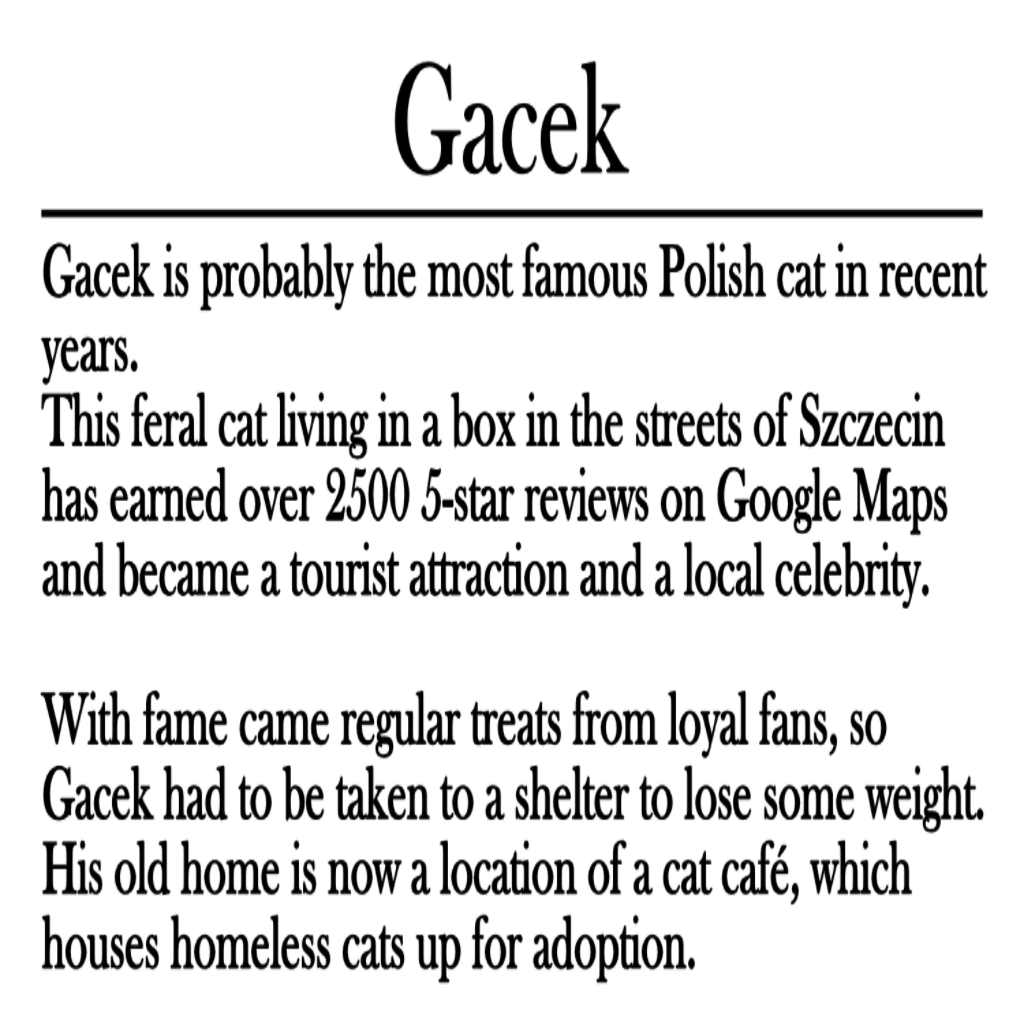 Gacek
Gacek is probably the most famous Polish cat in recent
years.
This feral cat living in a box in the streets of Szczecin
has earned over 2500 5-star reviews on Google Maps
and became a tourist attraction and a local celebrity.
With fame came regular treats from loyal fans, so
Gacek had to be taken to a shelter to lose some weight.
His old home is now a location of a cat café, which
houses homeless cats up for adoption.